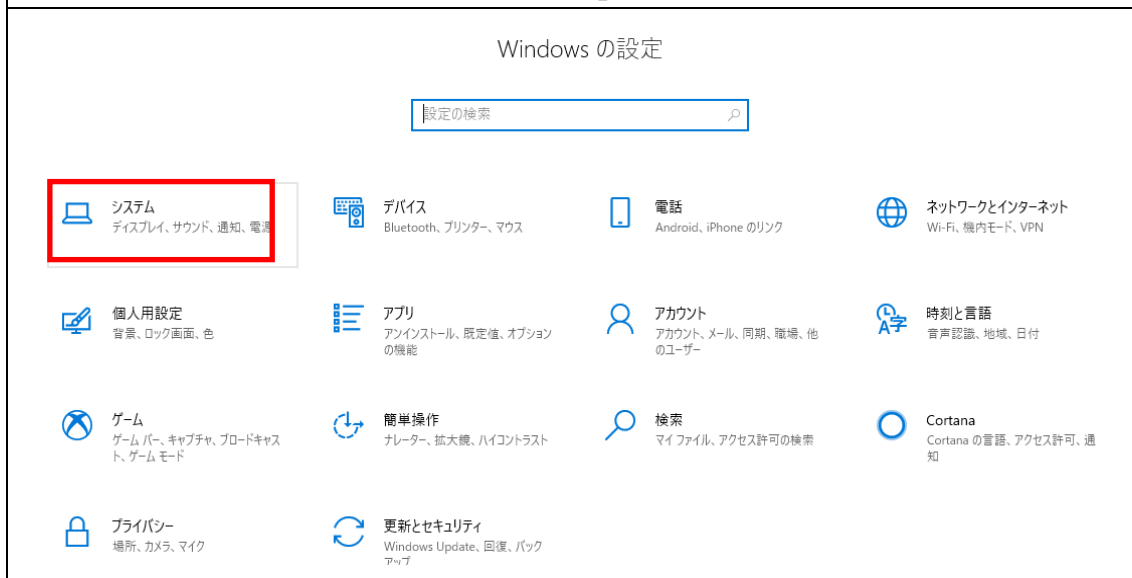 Windows の設定
設定の検索
システム
ディスプレイ、サウンド、通知、電源
デバイス
Bluetooth、プリンター、マウス
電話
Android、iPhone のリンク
ネットワークとインターネット
Wi-Fi、機内モード、VPN
個人用設定
背景、ロック画面、色
アプリ
アンインストール、既定値、オプション
の機能
アカウント
アカウント、メール、同期、職場、他
のユーザー
時刻と言語
音声認識、地域、日付
ゲーム
ゲーム バー、キャプチャ、ブロードキャス
ト、ゲーム モード
簡単操作
ナレーター、拡大鏡、ハイコントラスト
検索
マイ ファイル、アクセス許可の検索
Cortana
Cortana の言語、アクセス許可、通
知
プライバシー
場所、カメラ、マイク
更新とセキュリティ
Windows Update、回復、バック
アップ